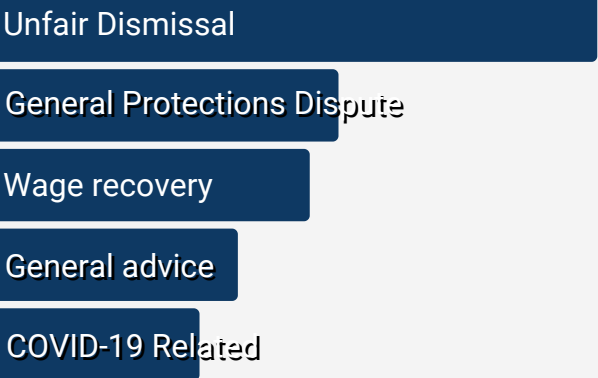 Unfair Dismissal
General Protections Dispute
Wage recovery
General advice
COVID-19 Related